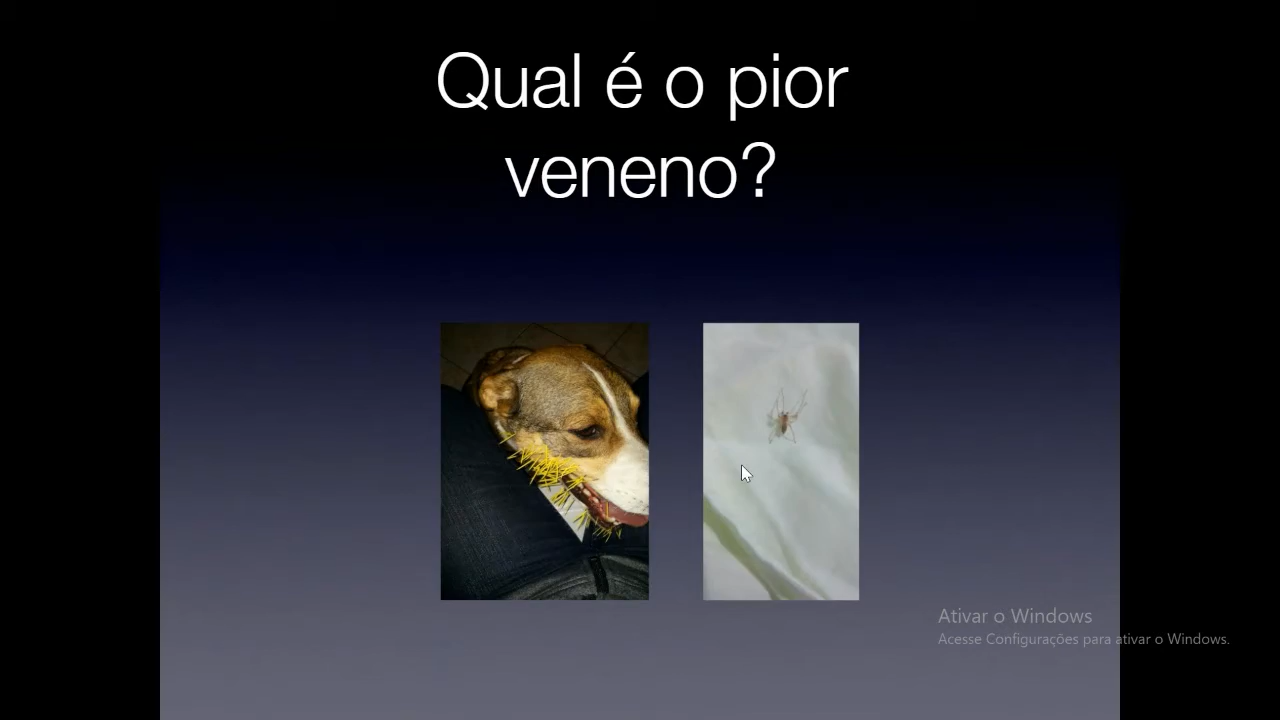 Qual é o pior
veneno?
Ativar o Windows
Acesse Configurações para ativar o Windows.